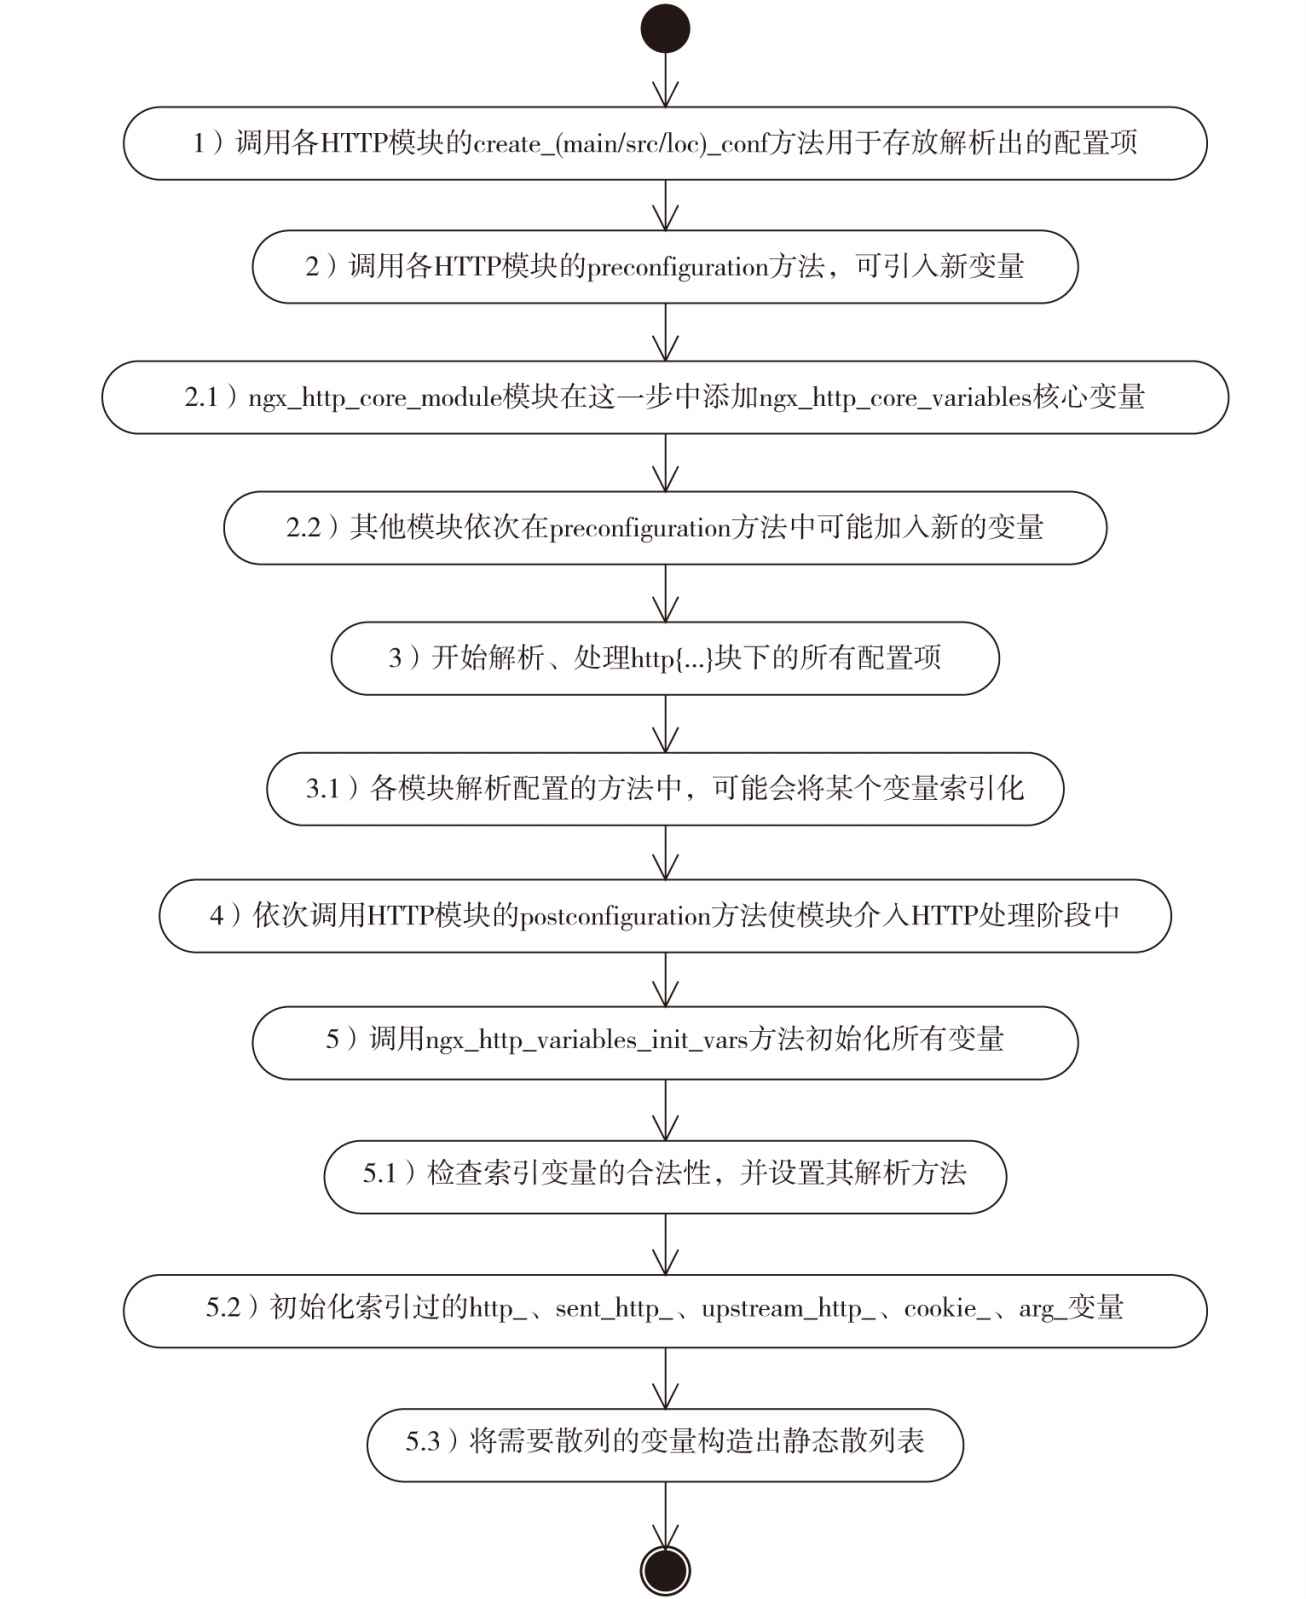 1）调用各HTTP模块的create_(main/src/loc)_conf方法用于存放解析出的配置项
2）调用各HTTP模块的preconfiguration方法，可引入新变量
2.1）ngx_http_core_module模块在这一步中添加ngx_http_core_variables核心变量
2.2）其他模块依次在preconfiguration方法中可能加入新的变量
3）开始解析、处理http{...}块下的所有配置项
3.1）各模块解析配置的方法中，可能会将某个变量索引化
4）依次调用HTTP模块的postconfiguration方法使模块介入HTTP处理阶段中
5）调用ngx_http_variables_init_vars方法初始化所有变量
5.1）检查索引变量的合法性，并设置其解析方法
5.2）初始化索引过的http_、sent_http_、upstream_http_、cookie_、arg_变量
5.3）将需要散列的变量构造出静态散列表